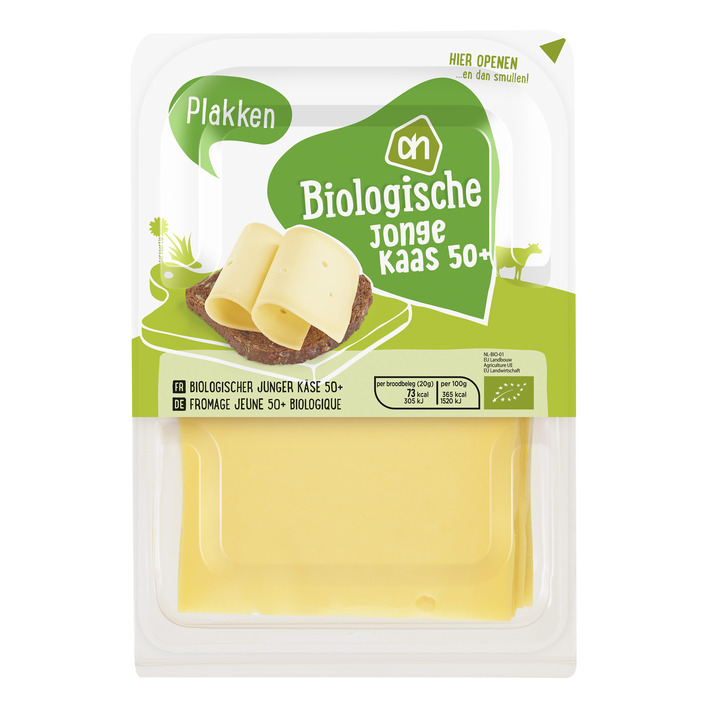 HIER OPENEN
...en dan smullen!
Plakken
ah
Biologische
Jonge
Kaas 50+
NL-BIO-01
EU Landbouw
Agriculture UE
EU Landwirtschaft
FR BIOLOGISCHER JUNGER KÄSE 50+
DE FROMAGE JEUNE 50+ BIOLOGIQUE
per broodbeleg (20g)
73 kcal
305 kJ
per 100g
365 kcal
1520 kJ